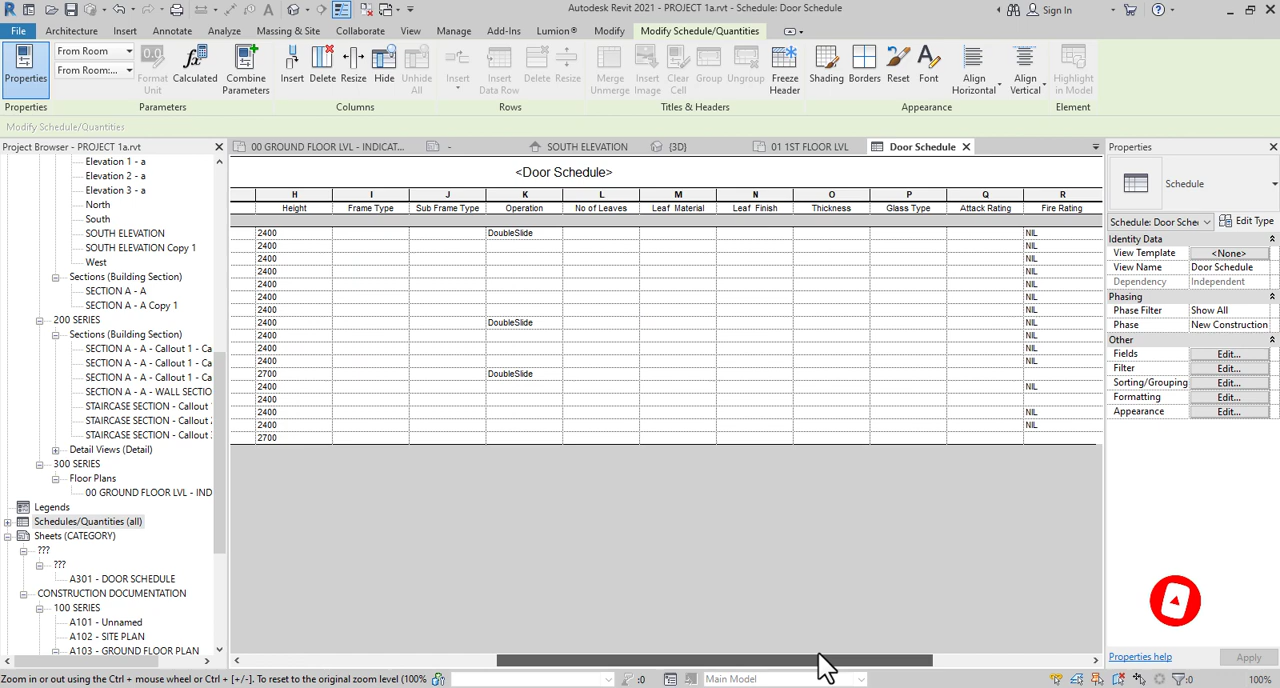 Autodesk Revit 2021 - PROJECT 1a.rvt - Schedule: Door Schedule
Sign In
File Architecture Insert Annotate Analyze Massing & Site Collaborate View Manage Add-Ins Lumion® Modify Modify Schedule/Quantities
Properties
From Room
From Room:...
Format Unit
Calculated
Combine Parameters
Insert Delete Resize Hide Unhide All
Insert
Insert Data Row
Delete Resize
Merge Unmerge
Insert Image
Clear Cell
Group Ungroup
Freeze Header
Shading Borders Reset Font
Align Horizontal
Align Vertical
Highlight in Model
Properties Parameters Columns Rows Titles & Headers Appearance Element
Modify Schedule/Quantities
Project Browser - PROJECT 1a.rvt
Elevation 1 - a
Elevation 2 - a
Elevation 3 - a
North
South
SOUTH ELEVATION
SOUTH ELEVATION Copy 1
West
Sections (Building Section)
SECTION A - A
SECTION A - A Copy 1
200 SERIES
Sections (Building Section)
SECTION A - A - Callout 1 - Ca
SECTION A - A - Callout 1 - Ca
SECTION A - A - Callout 1 - Ca
SECTION A - A - WALL SECTIO
STAIRCASE SECTION - Callout
STAIRCASE SECTION - Callout
STAIRCASE SECTION - Callout
Detail Views (Detail)
300 SERIES
Floor Plans
00 GROUND FLOOR LVL - IND
Legends
Schedules/Quantities (all)
Sheets (CATEGORY)
???
???
A301 - DOOR SCHEDULE
CONSTRUCTION DOCUMENTATION
100 SERIES
A101 - Unnamed
A102 - SITE PLAN
A103 - GROUND FLOOR PLAN
00 GROUND FLOOR LVL - INDICAT... - SOUTH ELEVATION {3D} 01 1ST FLOOR LVL Door Schedule
<Door Schedule>
H I J K L M N O P Q R
Height Frame Type Sub Frame Type Operation No of Leaves Leaf Material Leaf Finish Thickness Glass Type Attack Rating Fire Rating
2400 DoubleSlide NIL
2400 NIL
2400 NIL
2400 NIL
2400 NIL
2400 NIL
2400 NIL
2400 DoubleSlide NIL
2400 NIL
2400 NIL
2400 NIL
2700 DoubleSlide
2400 NIL
2400
2400 NIL
2400 NIL
2700
Properties
Schedule
Schedule: Door Schec
Edit Type
Identity Data
View Template <None>
View Name Door Schedule
Dependency Independent
Phasing
Phase Filter Show All
Phase New Construction
Other
Fields Edit...
Filter Edit...
Sorting/Grouping Edit...
Formatting Edit...
Appearance Edit...
Properties help
Apply
Zoom in or out using the Ctrl + mouse wheel or Ctrl + [+/-]. To reset to the original zoom level (100%
:0
Main Model
:0
100%